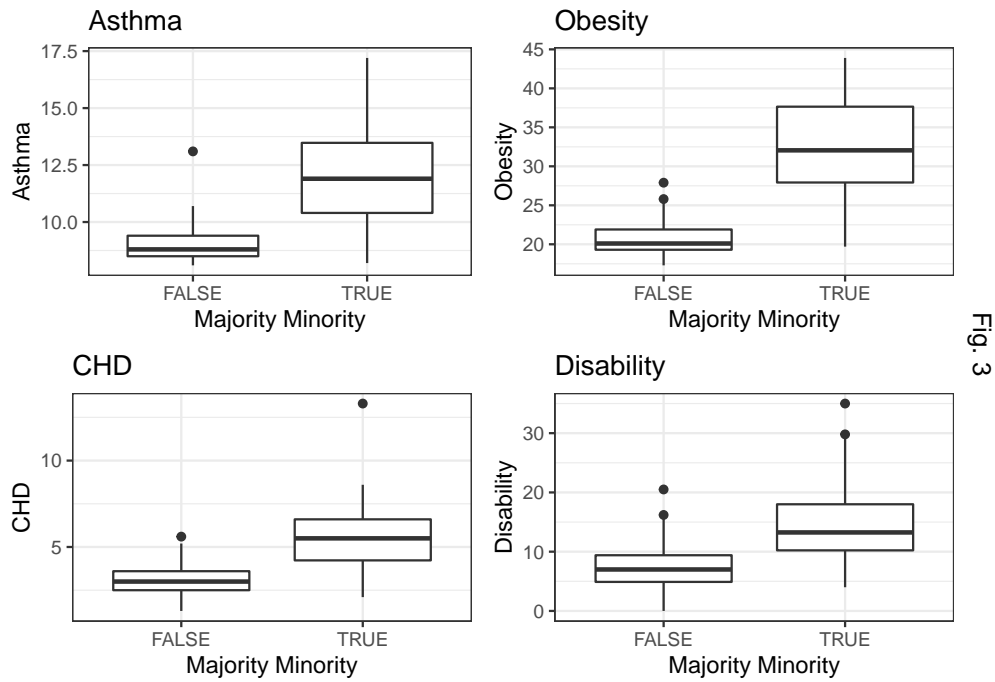 Asthma
17.5
15.0
12.5
10.0
Asthma
FALSE TRUE
Majority Minority
Obesity
45
40
35
30
25
20
Obesity
FALSE TRUE
Majority Minority
CHD
10
5
CHD
FALSE TRUE
Majority Minority
Disability
30
20
10
0
Disability
FALSE TRUE
Majority Minority
Fig. 3